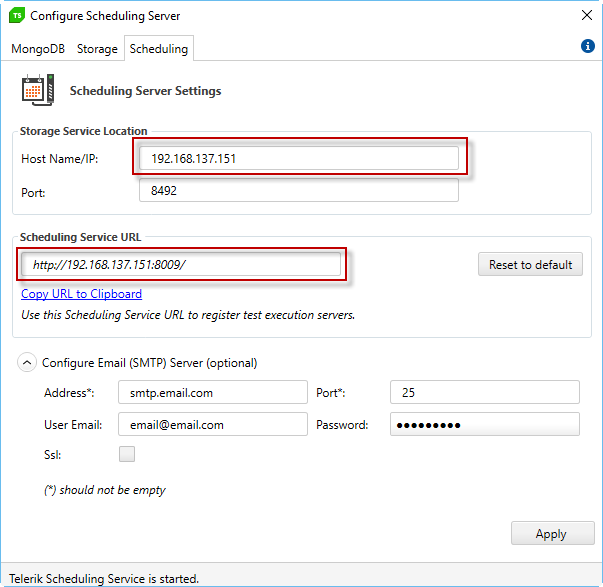 TS Configure Scheduling Server
MongoDB Storage Scheduling
Scheduling Server Settings
Storage Service Location
Host Name/IP: 192.168.137.151
Port: 8492
Scheduling Service URL
http://192.168.137.151:8009/ Reset to default
Copy URL to Clipboard
Use this Scheduling Service URL to register test execution servers.
Configure Email (SMTP) Server (optional)
Address*: smtp.email.com Port*: 25
User Email: email@email.com Password: ●●●●●●●●●
Ssl:
(*) should not be empty
Apply
Telerik Scheduling Service is started.